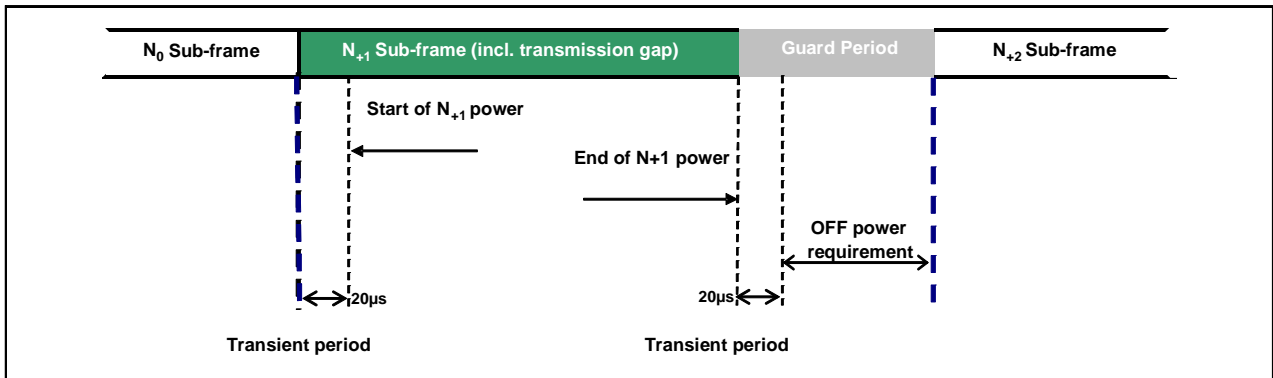 N0 Sub-frame
N+1 Sub-frame (incl. transmission gap)
Guard Period
N+2 Sub-frame
Start of N+1 power
End of N+1 power
OFF power
requirement
20µs
20µs
Transient period
Transient period